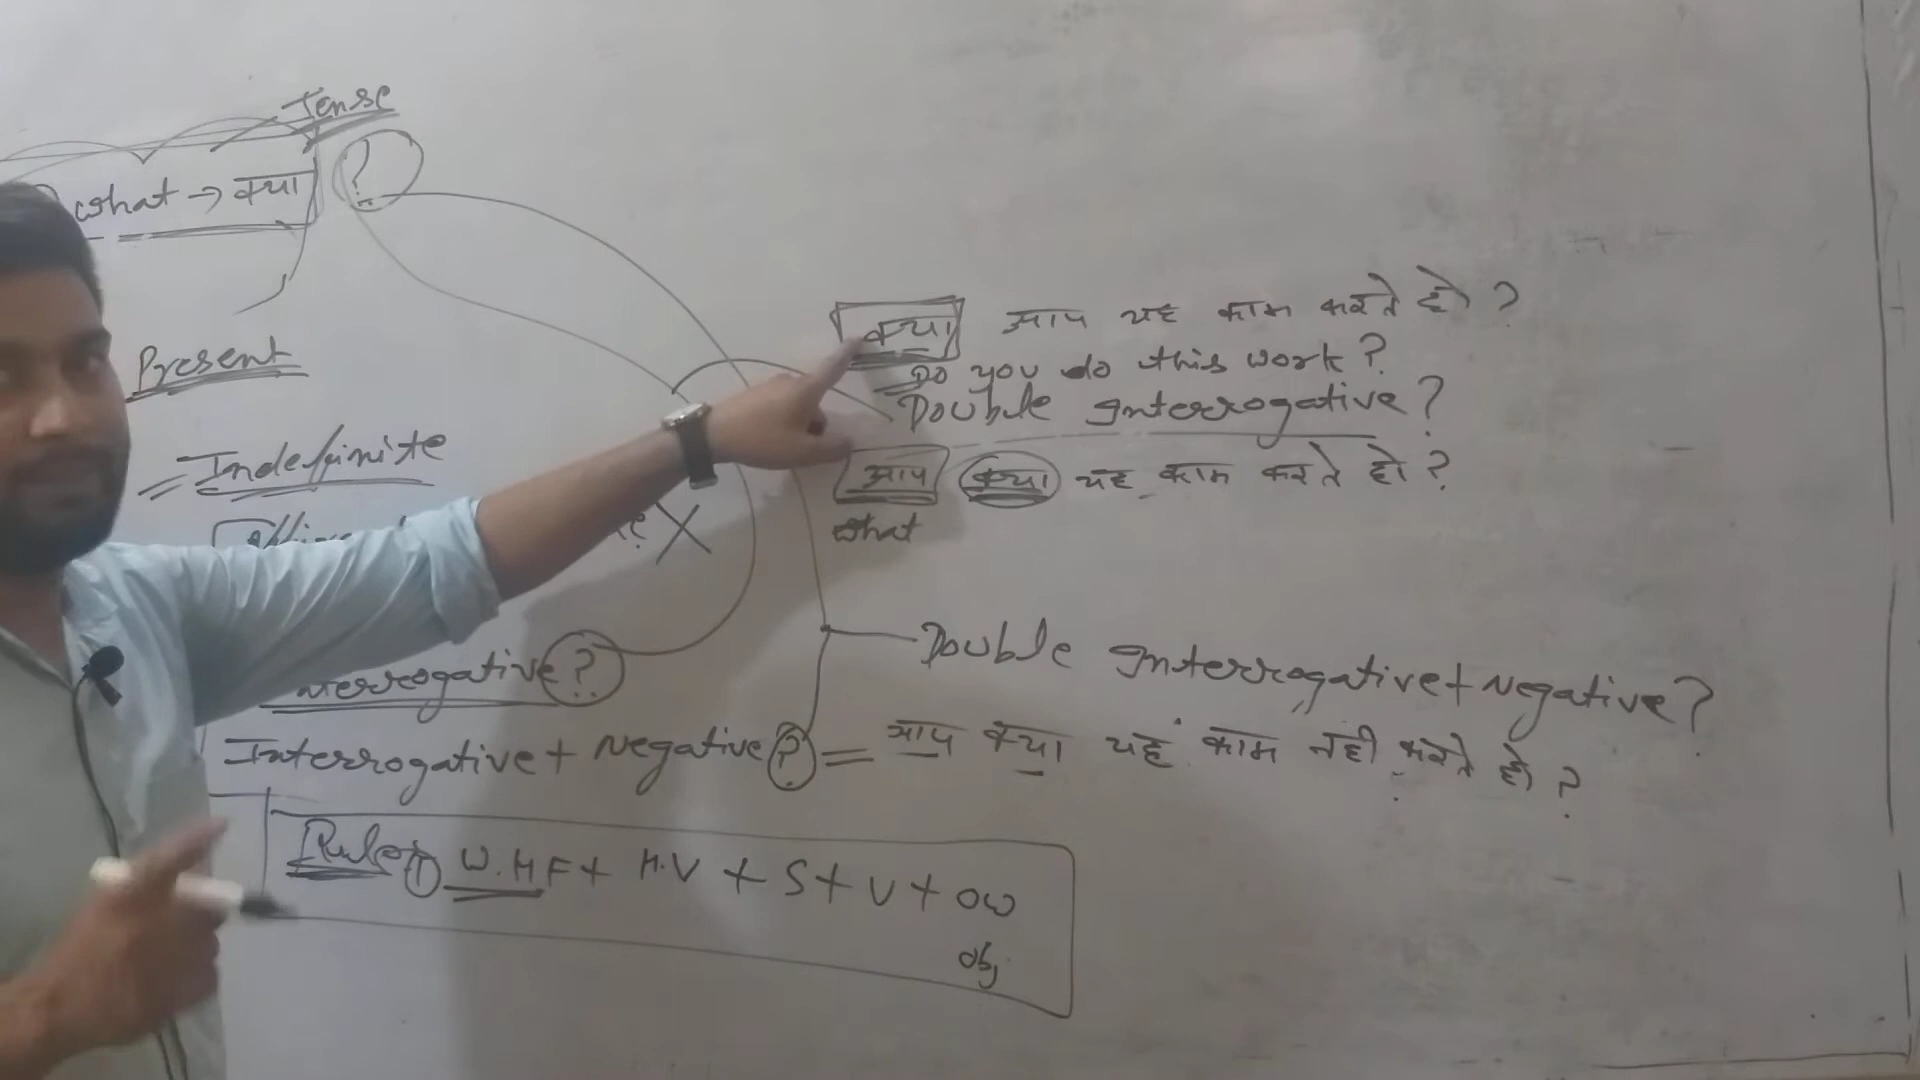 Tense
what → क्या ?
Present
Indefinite
क्या आप यह काम करते हो ?
Do you do this work ?
Double Interrogative ?
आप क्या यह काम करते हो ?
what
Interrogative ?
Double Interrogative + Negative ?
Interrogative + Negative ? = आप क्या यह काम नही करते हो ?
Rule ① W.H F + H.V + S + V + OW
obj